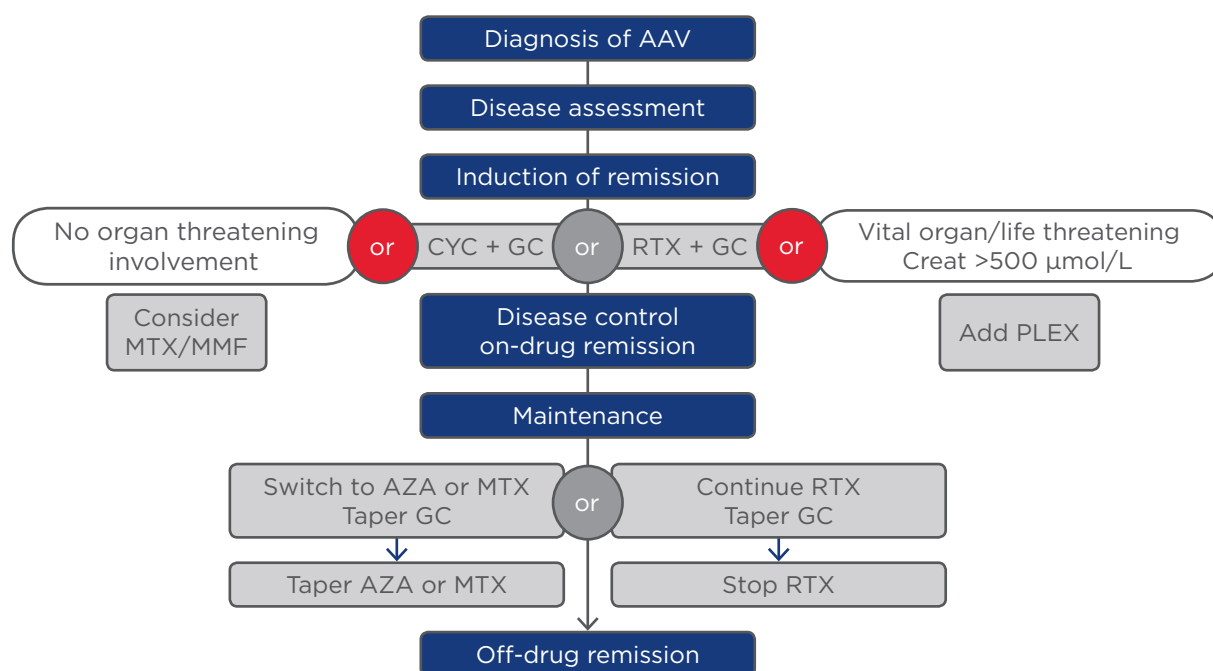 Diagnosis of AAV
Disease assessment
Induction of remission
No organ threatening
involvement
or
CYC + GC
or
RTX + GC
or
Vital organ/life threatening
Creat >500 μmol/L
Consider
MTX/MMF
Disease control
on-drug remission
Add PLEX
Maintenance
Switch to AZA or MTX
Taper GC
or
Continue RTX
Taper GC
Taper AZA or MTX
Stop RTX
Off-drug remission